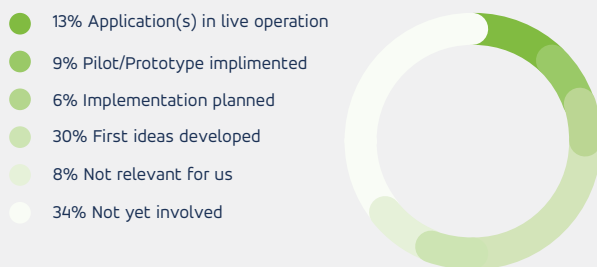 13% Application(s) in live operation
9% Pilot/Prototype implimented
6% Implementation planned
30% First ideas developed
8% Not relevant for us
34% Not yet involved